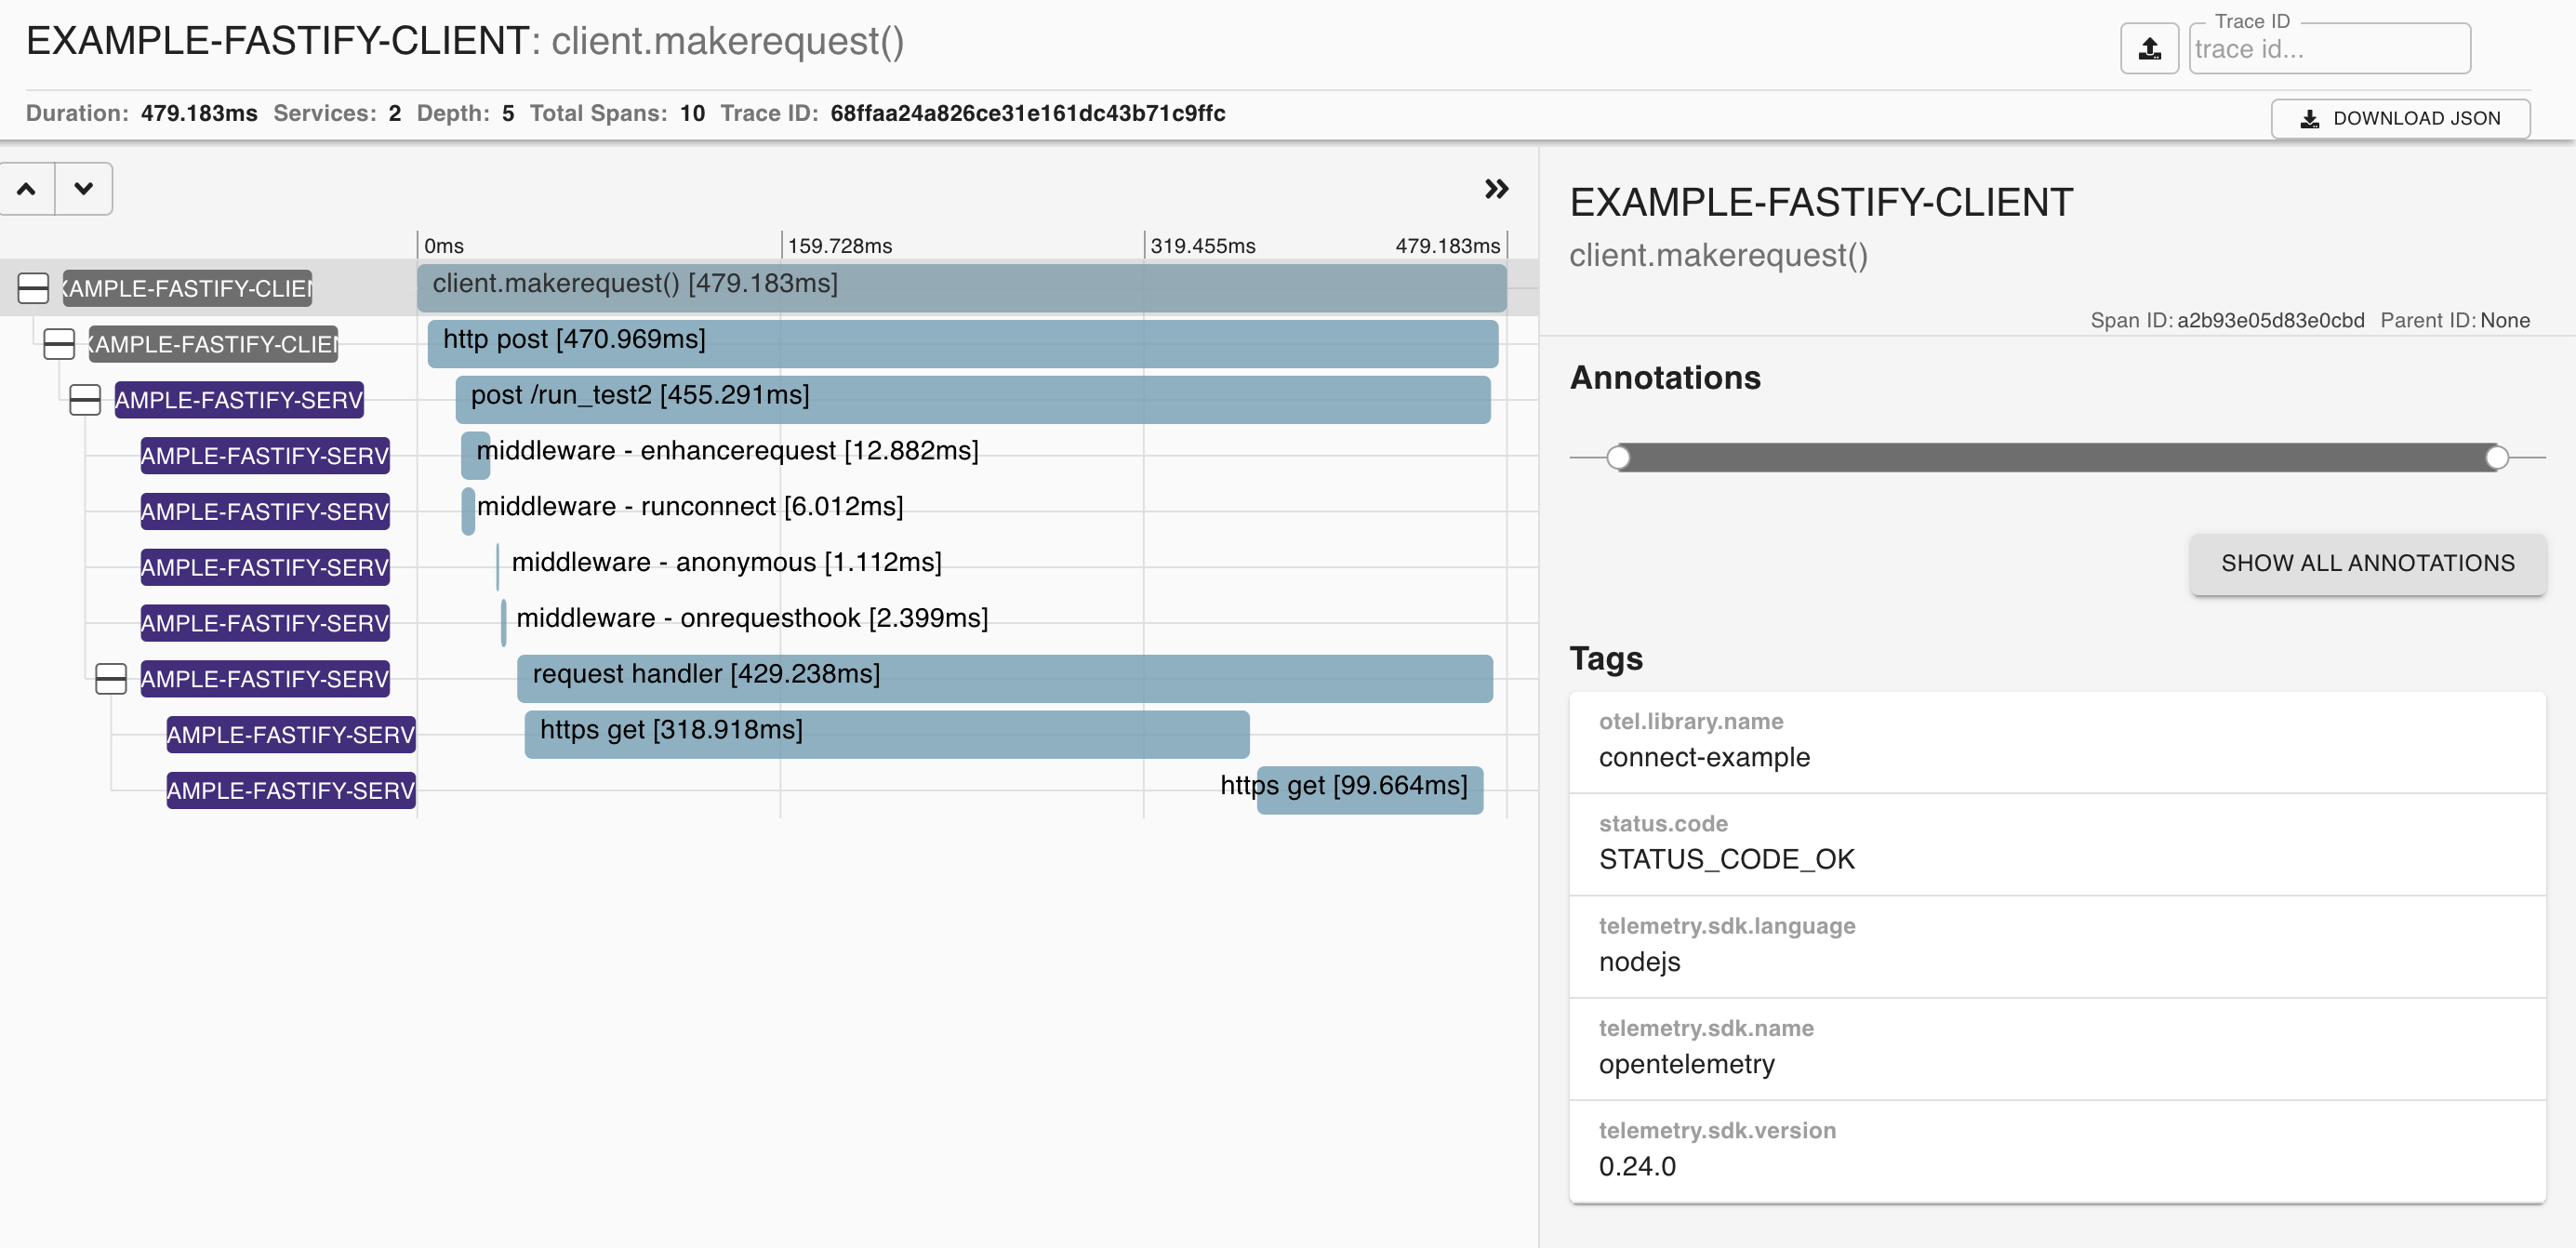 EXAMPLE-FASTIFY-CLIENT: client.makerequest()
Trace ID
trace id...
Duration: 479.183ms Services: 2 Depth: 5 Total Spans: 10 Trace ID: 68ffaa24a826ce31e161dc43b71c9ffc
DOWNLOAD JSON
0ms 159.728ms 319.455ms 479.183ms
XAMPLE-FASTIFY-CLIEN client.makerequest() [479.183ms]
XAMPLE-FASTIFY-CLIEN http post [470.969ms]
AMPLE-FASTIFY-SERV post /run_test2 [455.291ms]
AMPLE-FASTIFY-SERV middleware - enhancerequest [12.882ms]
AMPLE-FASTIFY-SERV middleware - runconnect [6.012ms]
AMPLE-FASTIFY-SERV middleware - anonymous [1.112ms]
AMPLE-FASTIFY-SERV middleware - onrequesthook [2.399ms]
AMPLE-FASTIFY-SERV request handler [429.238ms]
AMPLE-FASTIFY-SERV https get [318.918ms]
AMPLE-FASTIFY-SERV https get [99.664ms]
EXAMPLE-FASTIFY-CLIENT
client.makerequest()
Span ID: a2b93e05d83e0cbd Parent ID: None
Annotations
SHOW ALL ANNOTATIONS
Tags
otel.library.name
connect-example
status.code
STATUS_CODE_OK
telemetry.sdk.language
nodejs
telemetry.sdk.name
opentelemetry
telemetry.sdk.version
0.24.0